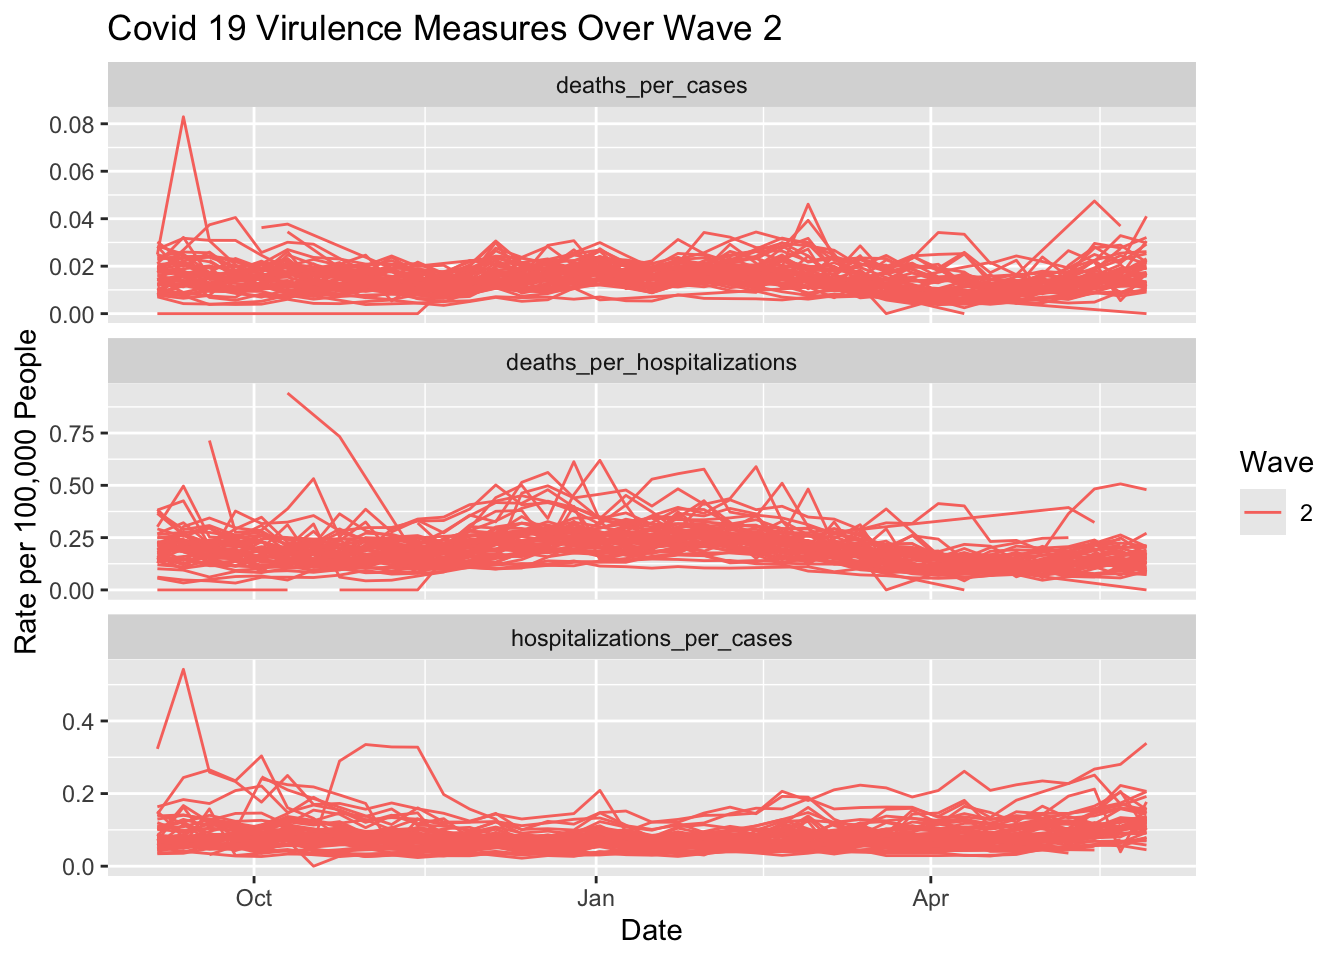 Covid 19 Virulence Measures Over Wave 2
deaths_per_cases
0.08
0.06
0.04
0.02
0.00
deaths_per_hospitalizations
0.75
0.50
0.25
0.00
hospitalizations_per_cases
0.4
0.2
0.0
Oct
Jan
Apr
Date
Rate per 100,000 People
Wave
2